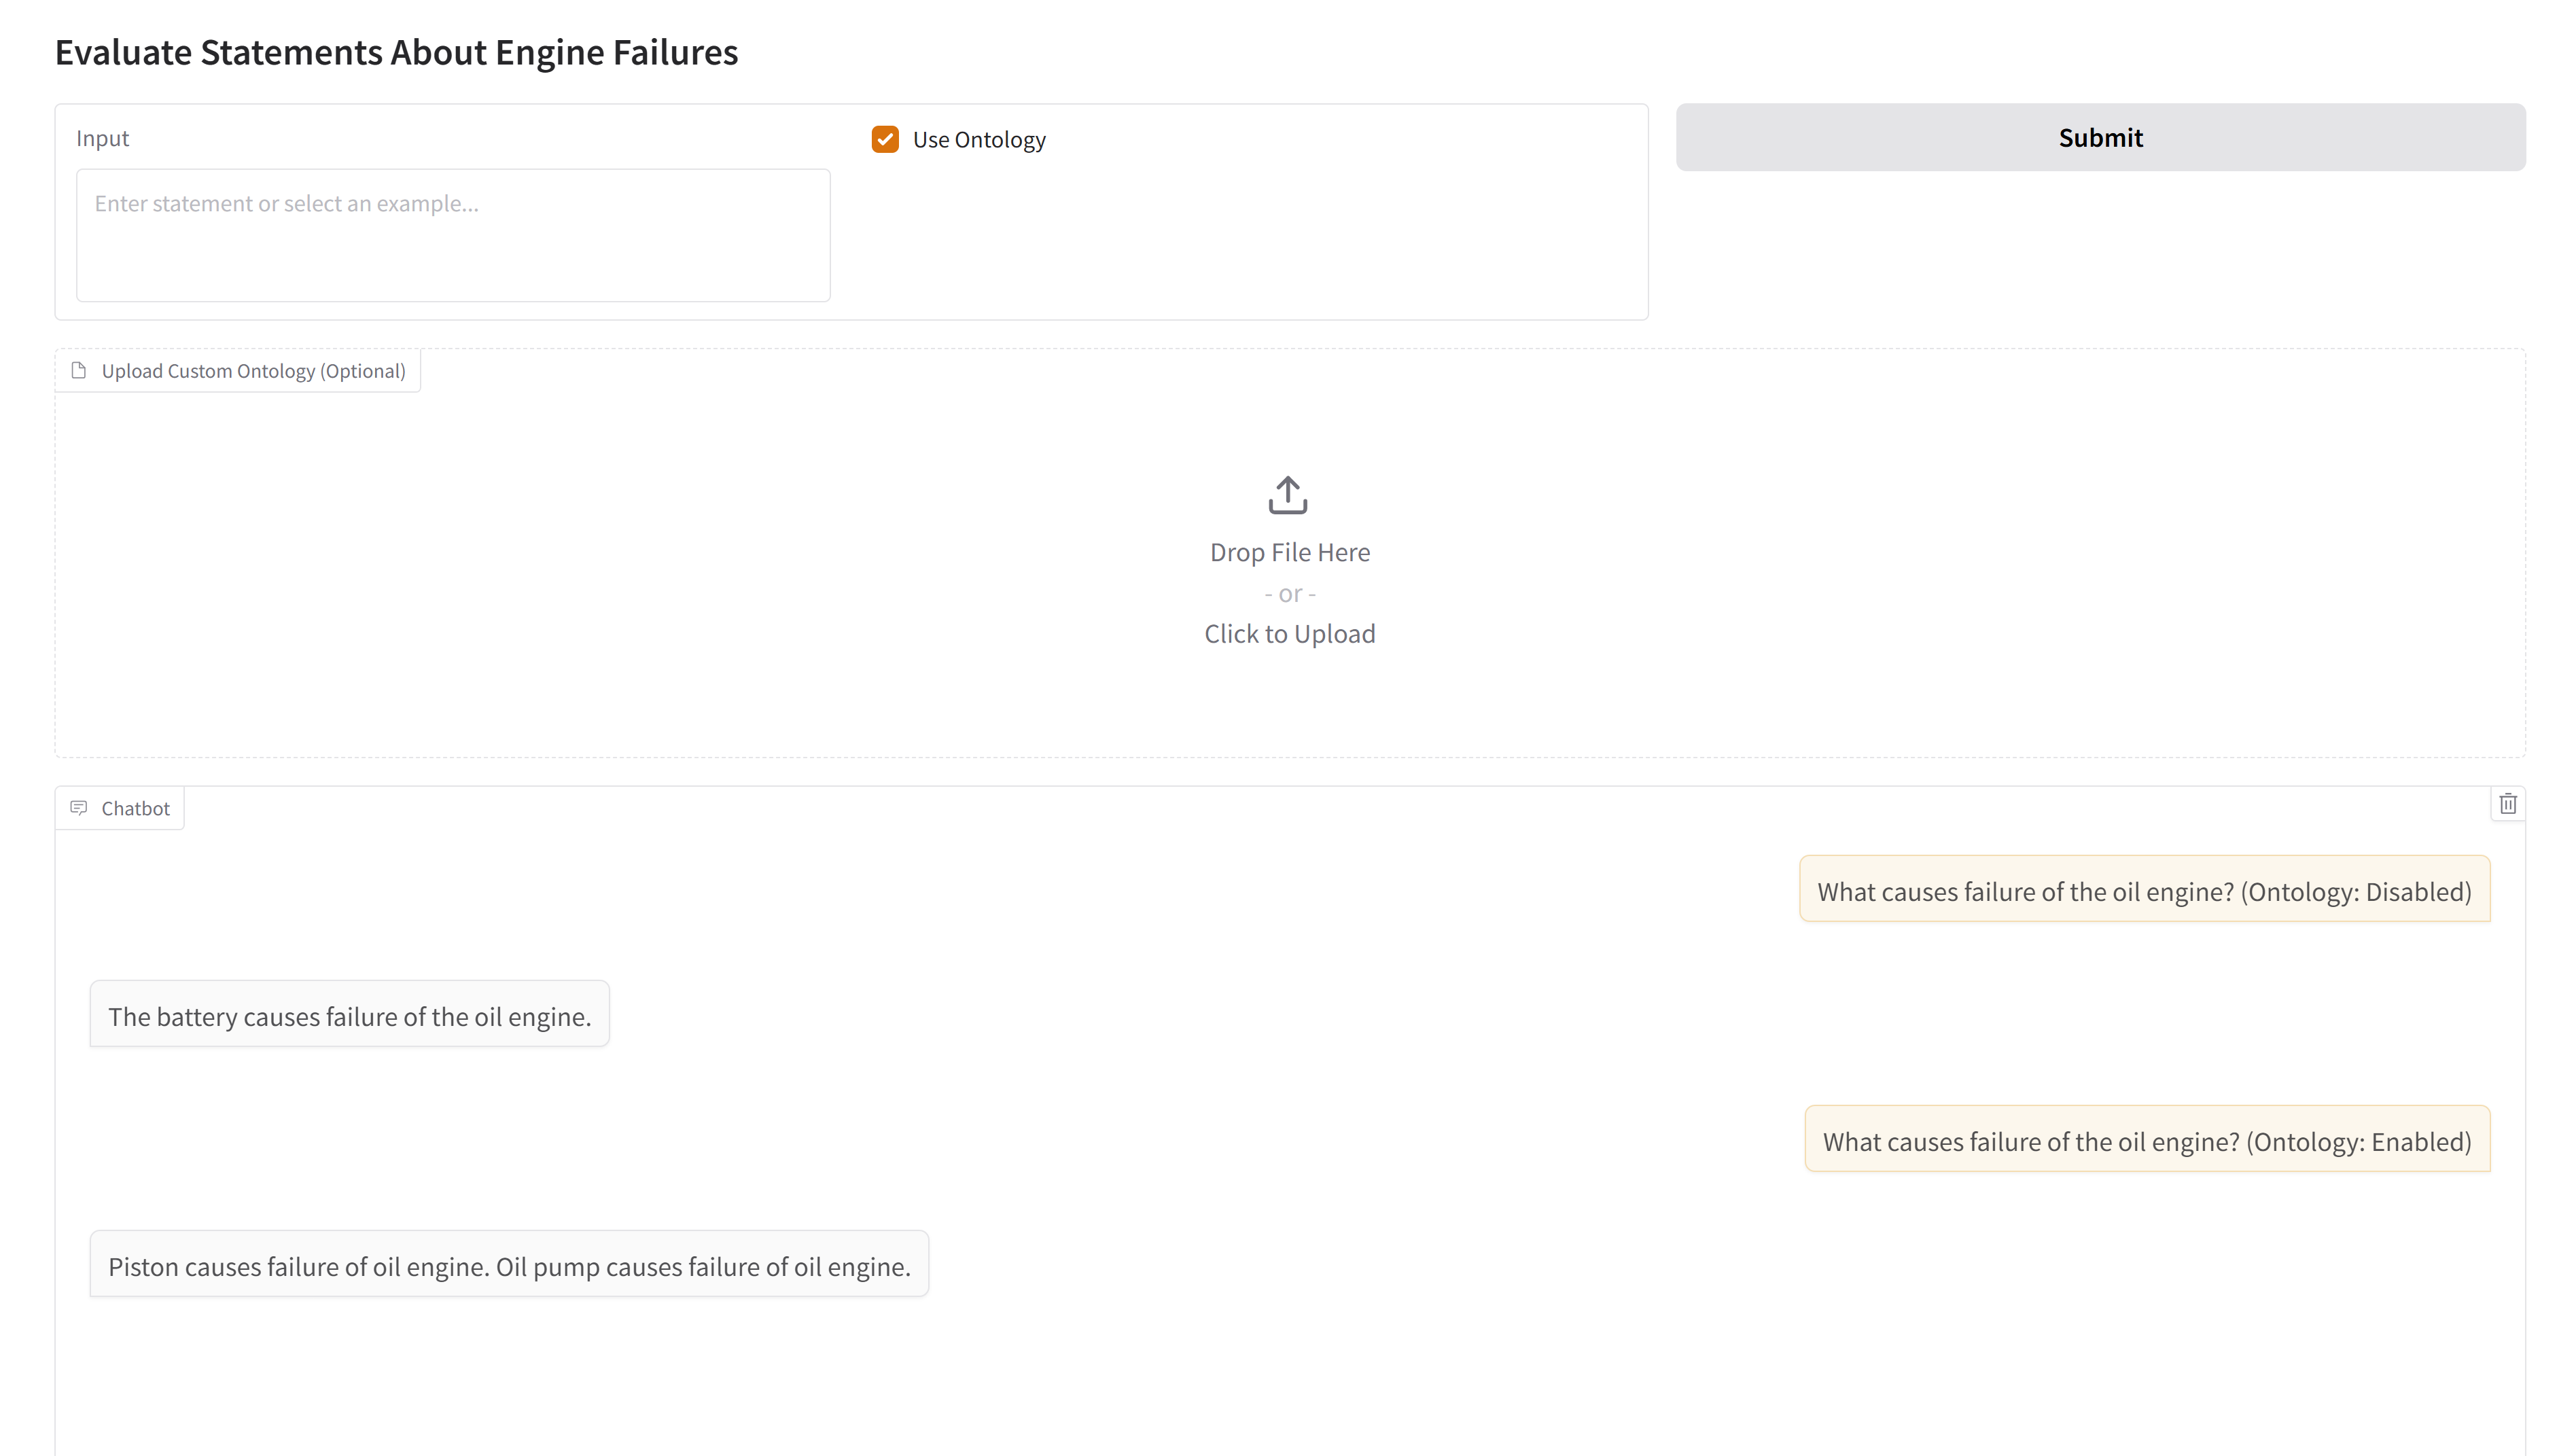 Evaluate Statements About Engine Failures
Input
Use Ontology
Submit
Enter statement or select an example...
Upload Custom Ontology (Optional)
Drop File Here
- or -
Click to Upload
Chatbot
What causes failure of the oil engine? (Ontology: Disabled)
The battery causes failure of the oil engine.
What causes failure of the oil engine? (Ontology: Enabled)
Piston causes failure of oil engine. Oil pump causes failure of oil engine.